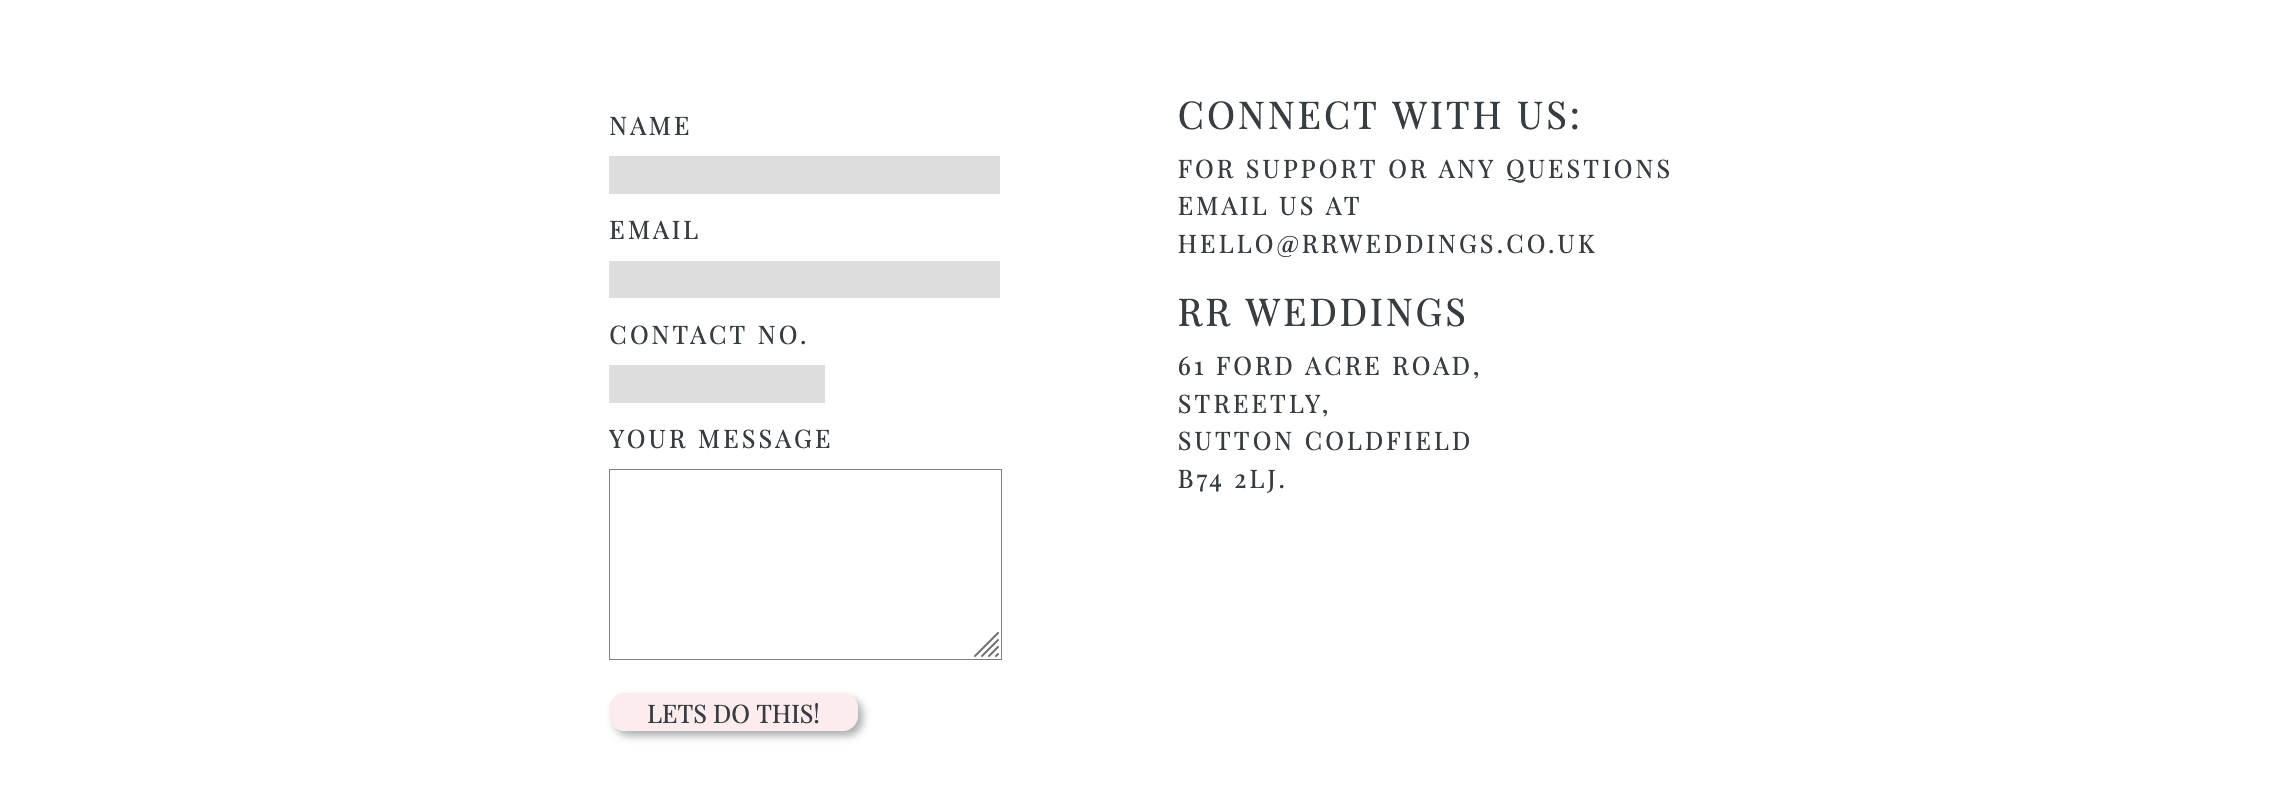 NAME
EMAIL
CONTACT NO.
YOUR MESSAGE
LETS DO THIS!
CONNECT WITH US:
FOR SUPPORT OR ANY QUESTIONS
EMAIL US AT
HELLO@RRWEDDINGS.CO.UK
RR WEDDINGS
61 FORD ACRE ROAD,
STREETLY,
SUTTON COLDFIELD
B74 2LJ.